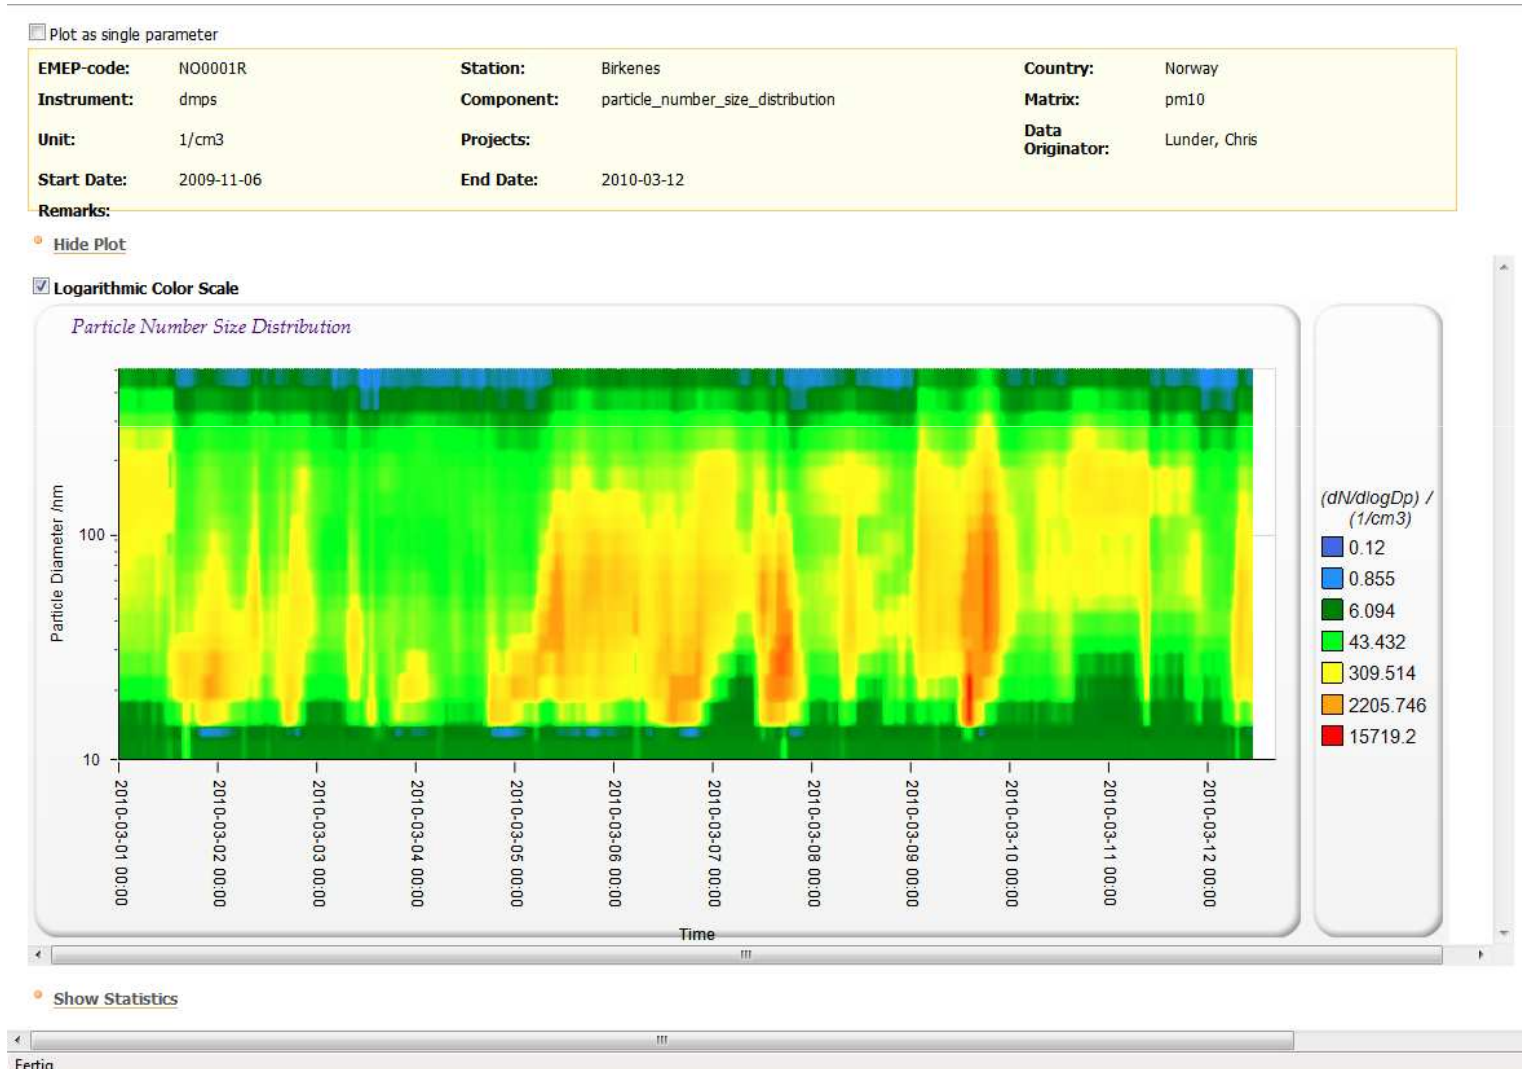 Plot as single parameter
EMEP-code: NO0001R Station: Birkenes Country: Norway
Instrument: dmps Component: particle_number_size_distribution Matrix: pm10
Unit: 1/cm3 Projects: Data Originator: Lunder, Chris
Start Date: 2009-11-06 End Date: 2010-03-12
Remarks:
Hide Plot
Logarithmic Color Scale
Particle Number Size Distribution
Particle Diameter /nm
100
10
2010-03-01 00:00
2010-03-02 00:00
2010-03-03 00:00
2010-03-04 00:00
2010-03-05 00:00
2010-03-06 00:00
2010-03-07 00:00
2010-03-08 00:00
2010-03-09 00:00
2010-03-10 00:00
2010-03-11 00:00
2010-03-12 00:00
Time
(dN/dlogDp) /
(1/cm3)
0.12
0.855
6.094
43.432
309.514
2205.746
15719.2
Show Statistics
Fertig